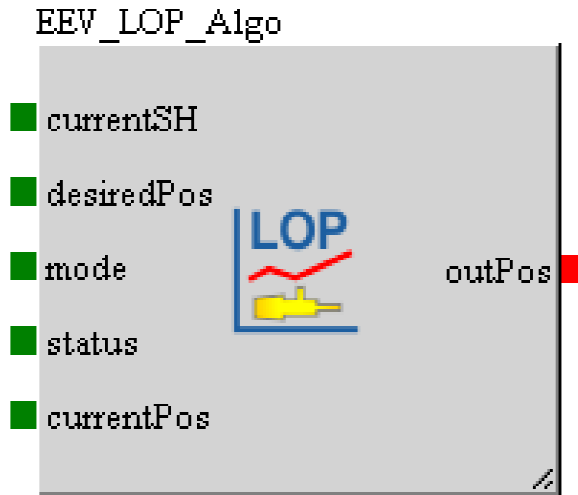 EEV_LOP_Algo
currentSH
desiredPos
LOP
mode
outPos
status
currentPos